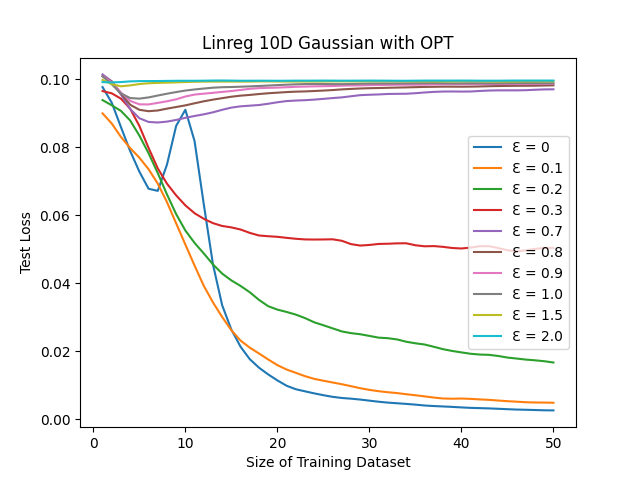 Linreg 10D Gaussian with OPT
Test Loss
0.10
0.08
0.06
0.04
0.02
0.00
0
10
20
30
40
50
Size of Training Dataset
Ɛ = 0
Ɛ = 0.1
Ɛ = 0.2
Ɛ = 0.3
Ɛ = 0.7
Ɛ = 0.8
Ɛ = 0.9
Ɛ = 1.0
Ɛ = 1.5
Ɛ = 2.0